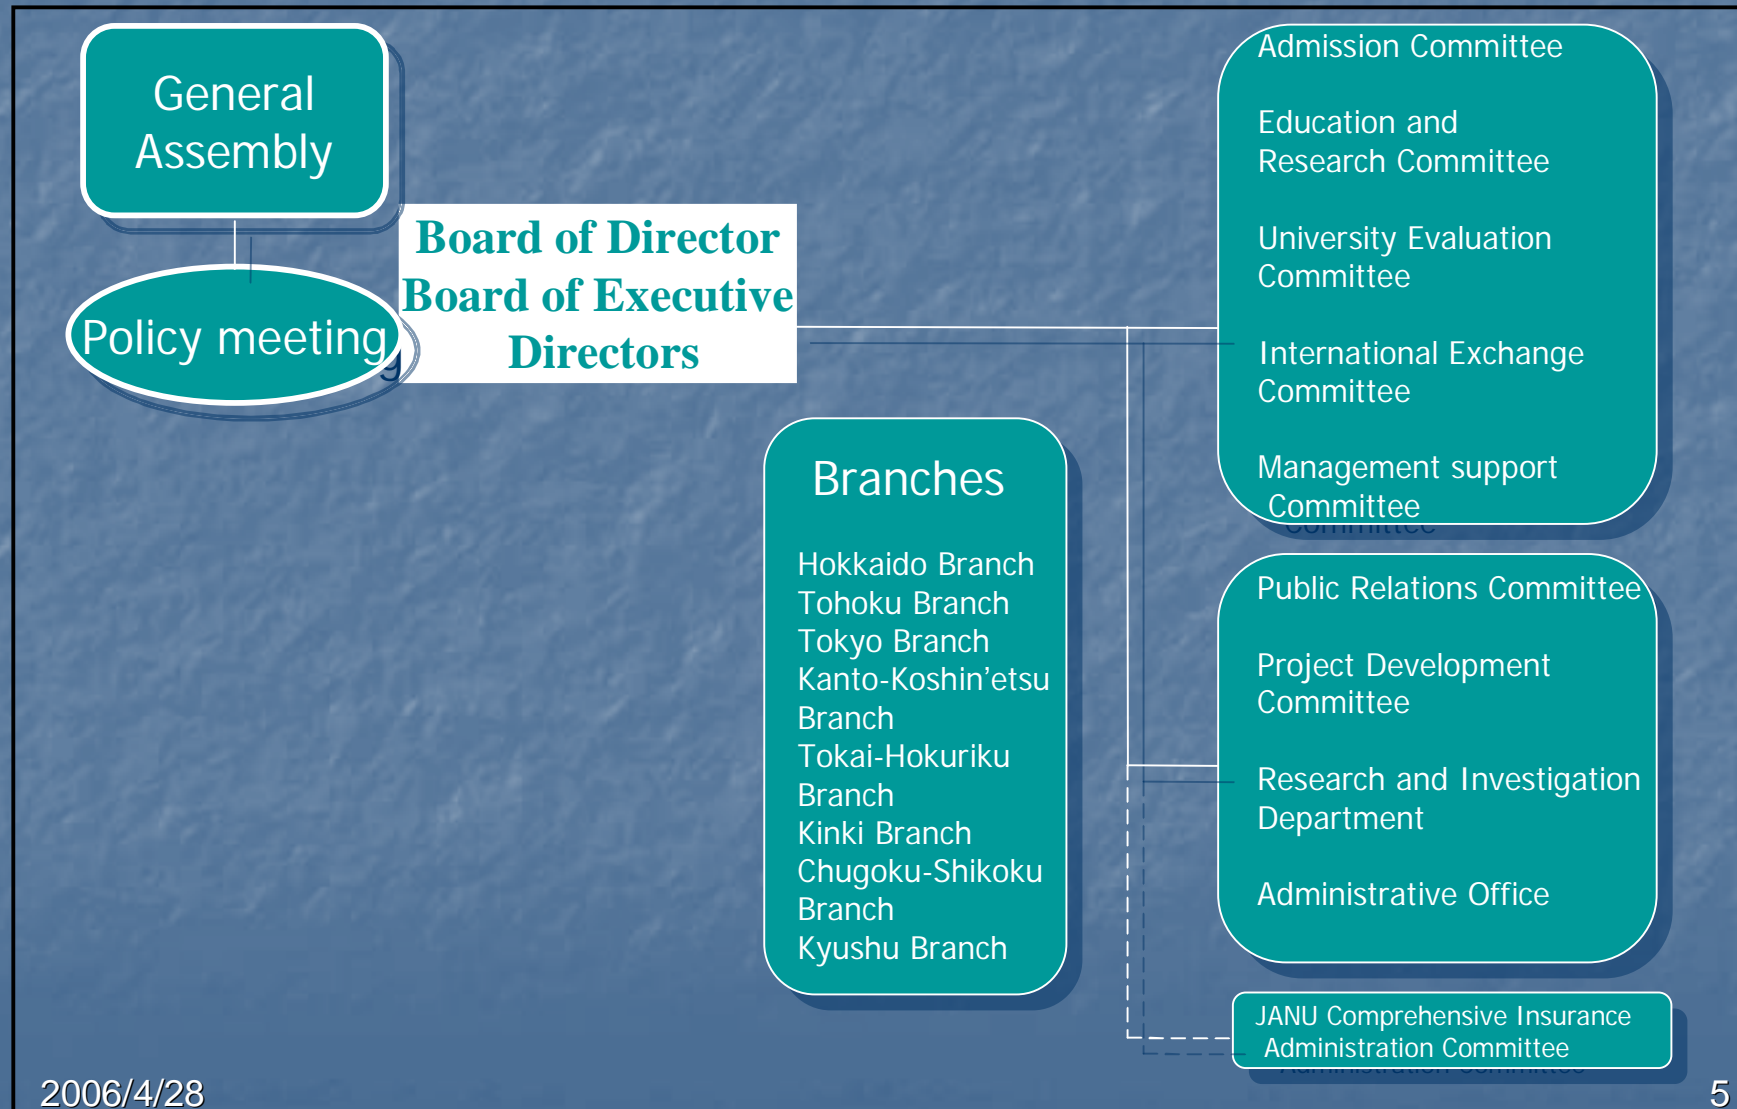 General
Assembly
Policy meeting
Board of Director
Board of Executive
Directors
Branches
Hokkaido Branch
Tohoku Branch
Tokyo Branch
Kanto-Koshin’etsu
Branch
Tokai-Hokuriku
Branch
Kinki Branch
Chugoku-Shikoku
Branch
Kyushu Branch
Admission Committee
Education and
Research Committee
University Evaluation
Committee
International Exchange
Committee
Management support
Committee
Public Relations Committee
Project Development
Committee
Research and Investigation
Department
Administrative Office
JANU Comprehensive Insurance
Administration Committee
2006/4/28
5